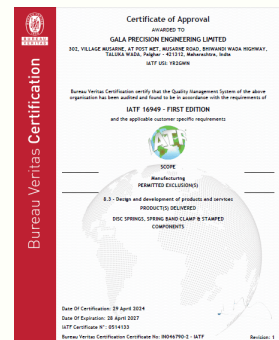 BUREAU
VERITAS
Bureau Veritas Certification
Certificate of Approval
AWARDED TO
GALA PRECISION ENGINEERING LIMITED
302, VILLAGE MUSARNE, AT POST MET, MUSARNE ROAD, BHIWANDI WADA HIGHWAY,
TALUKA WADA, Palghar - 421312, Maharashtra, India
IATF USI: YR2GWN
Bureau Veritas Certification certify that the Quality Management System of the above
organisation has been audited and found to be in accordance with the requirements of
IATF 16949 - FIRST EDITION
and the applicable customer specific requirements
IATF
SCOPE
Manufacturing
PERMITTED EXCLUSION(S)
8.3 - Design and development of products and services
PRODUCT(S) DELIVERED
DISC SPRINGS, SPRING BAND CLAMP & STAMPED
COMPONENTS
Date Of Certification: 29 April 2024
Date Of Expiration: 28 April 2027
IATF Certificate N°: 0514133
Bureau Veritas Certification Certificate No: IN046790-2 - IATF
Revision: 1